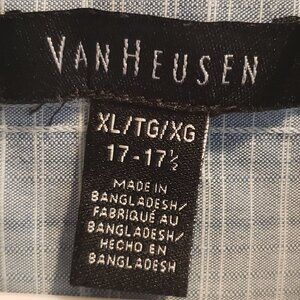 VANHEUSEN
XL/TG/XG
17-17½
MADE IN
BANGLADESH/
FABRIQUÉ AU
BANGLADESH/
HECHO EN
BANGLADESH